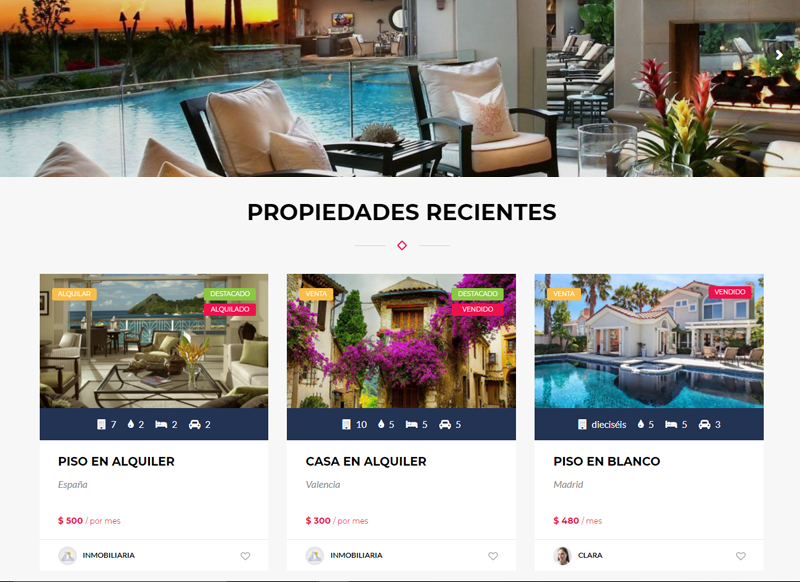 PROPIEDADES RECIENTES
ALQUILAR
DESTACADO
ALQUILADO
7 2 2 2
PISO EN ALQUILER
España
$ 500 / por mes
INMOBILIARIA
VENTA
DESTACADO
VENDIDO
10 5 5 5
CASA EN ALQUILER
Valencia
$ 300 / por mes
INMOBILIARIA
VENTA
VENDIDO
dieciséis 5 5 3
PISO EN BLANCO
Madrid
$ 480 / mes
CLARA